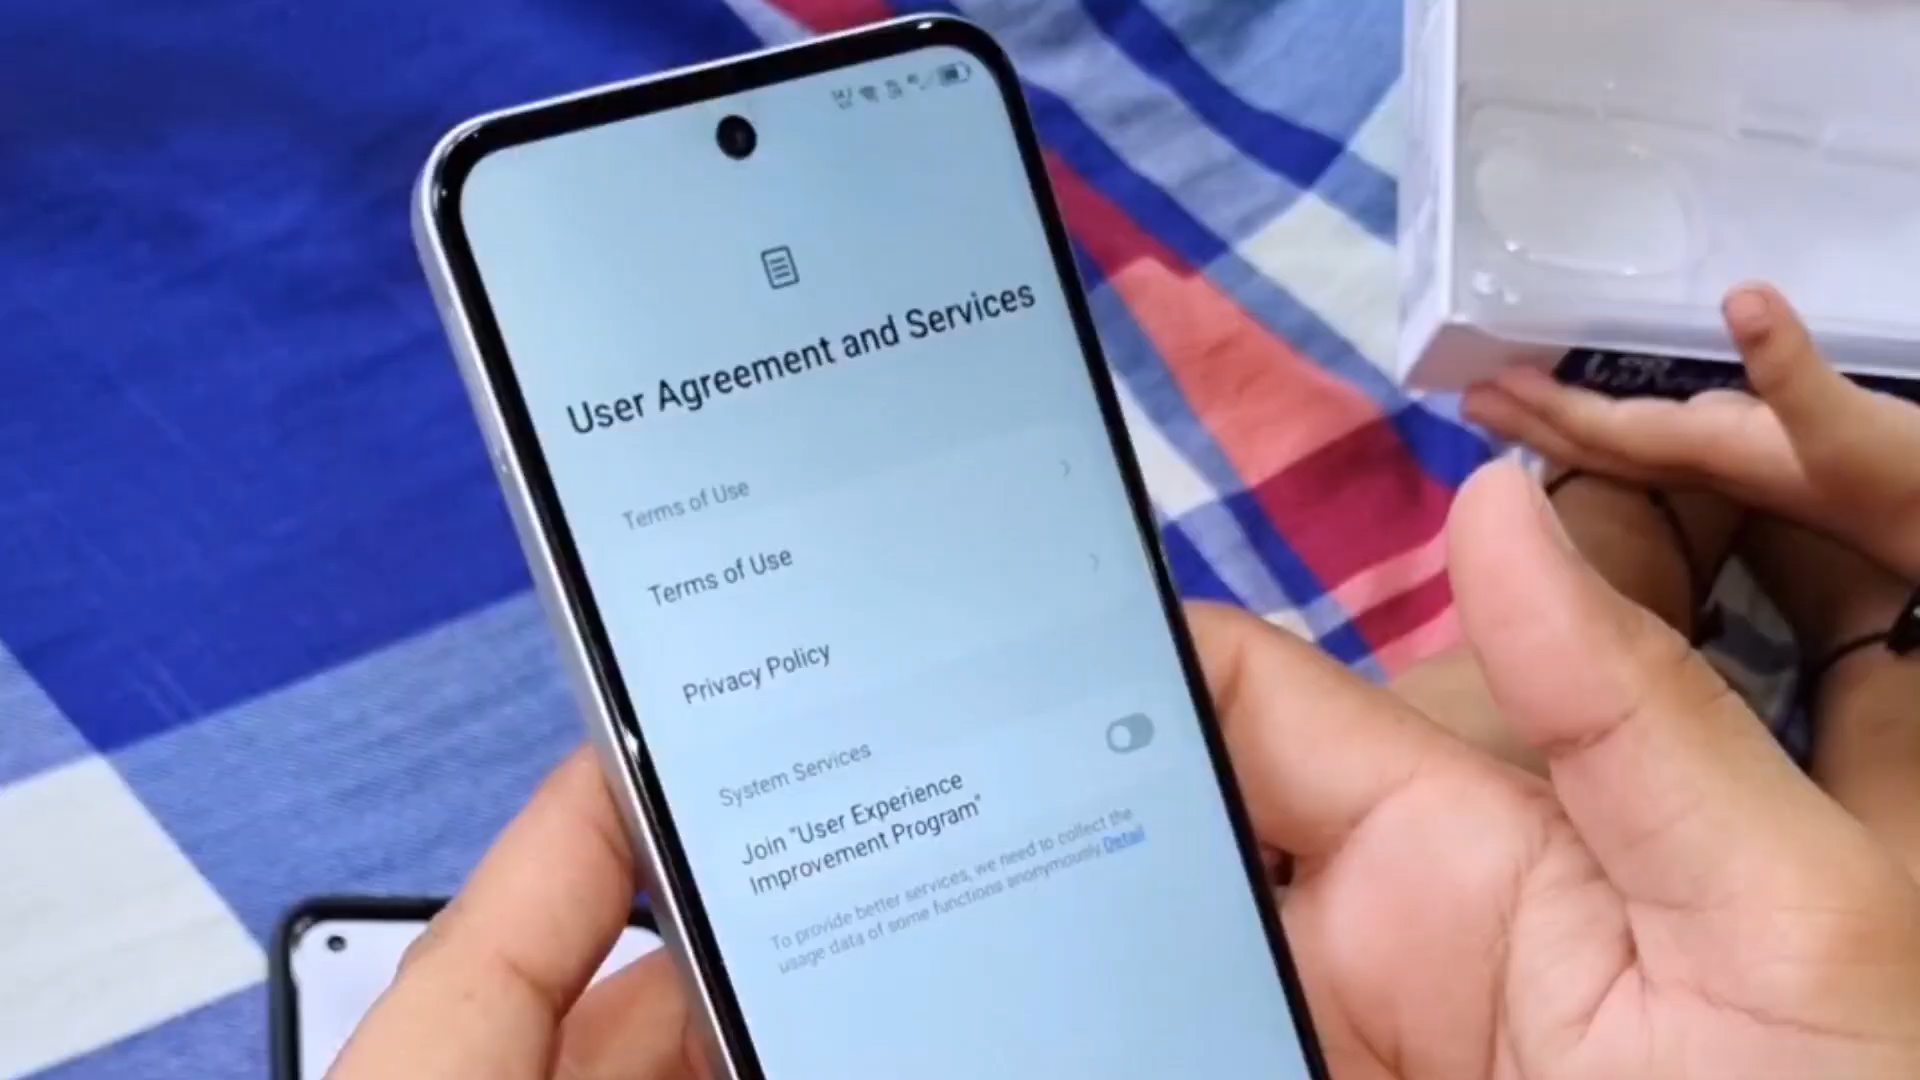 User Agreement and Services
Terms of Use
Terms of Use
Privacy Policy
System Services
Join "User Experience
Improvement Program"
To provide better services, we need to collect the
usage data of some functions anonymously Detail